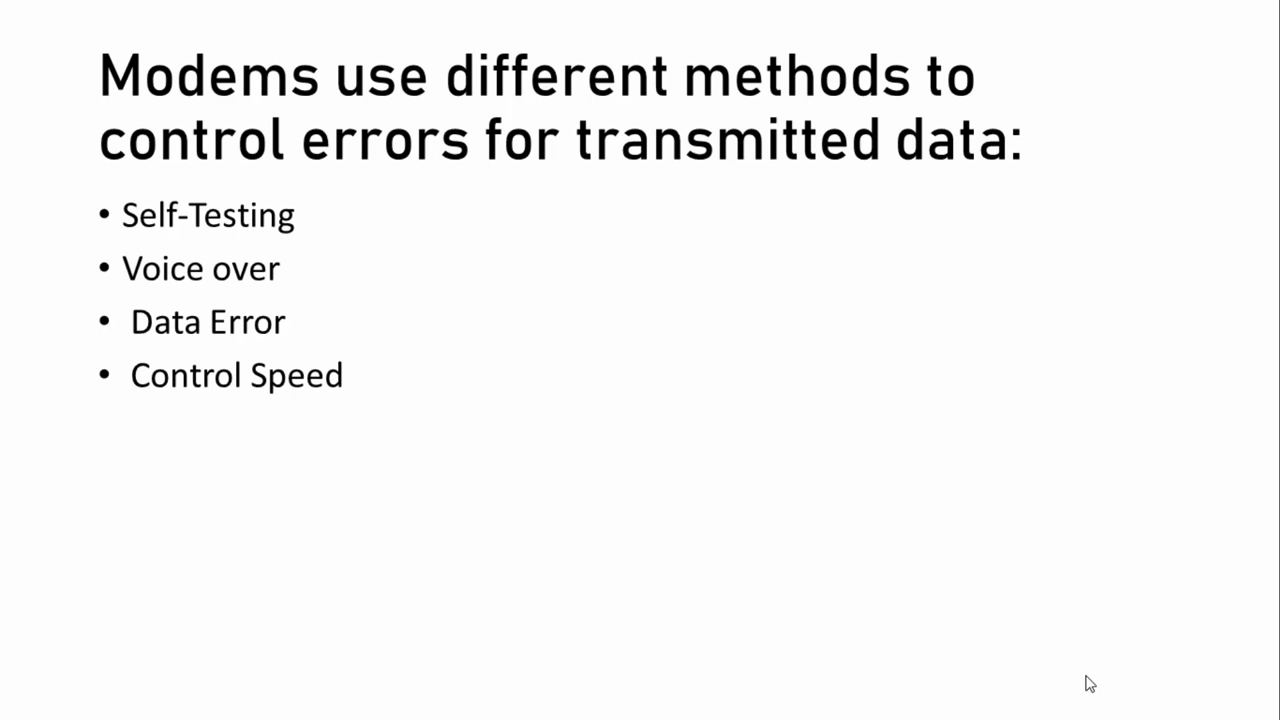 Modems use different methods to
control errors for transmitted data:
• Self-Testing
• Voice over
• Data Error
• Control Speed